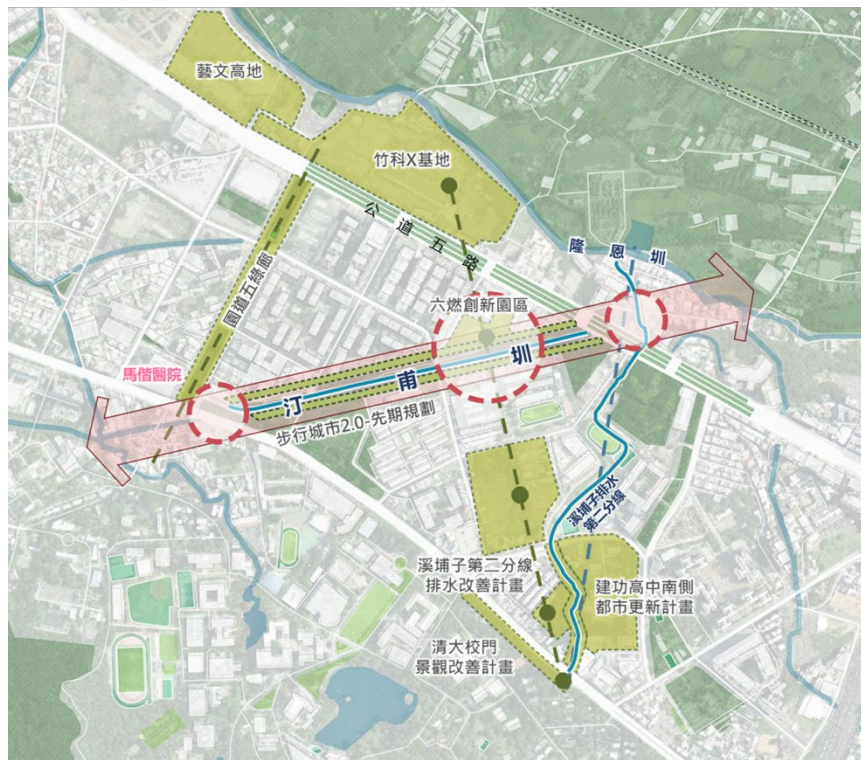 藝文高地
竹科X基地
公道五路
隆恩圳
園道五綠廊
六燃創新園區
馬偕醫院
汀甫圳
步行城市2.0-先期規劃
溪埔子排水
第二分線
溪埔子第二分線
排水改善計畫
建功高中南側
都市更新計畫
清大校門
景觀改善計畫